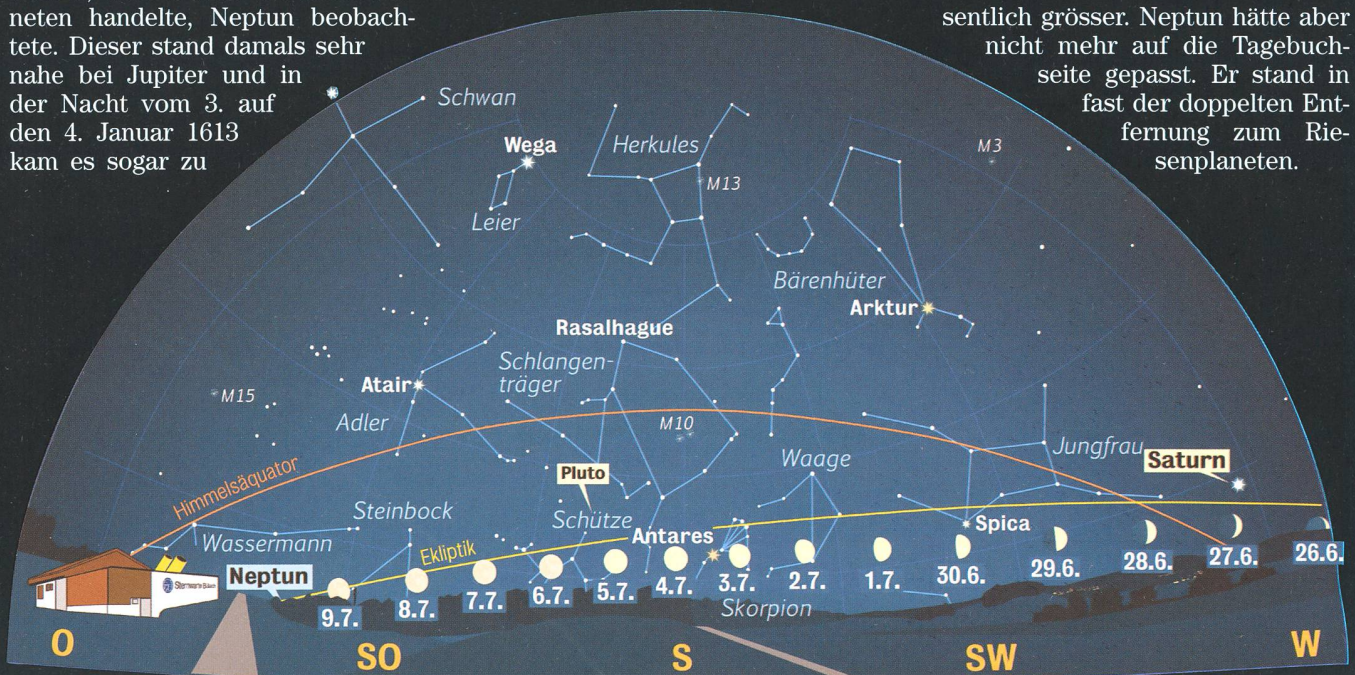 neten handelte, Neptun beobach-
tete. Dieser stand damals sehr
nahe bei Jupiter und in
der Nacht vom 3. auf
den 4. Januar 1613
kam es sogar zu
sentlich grösser. Neptun hätte aber
nicht mehr auf die Tagebuch-
seite gepasst. Er stand in
fast der doppelten Ent-
fernung zum Rie-
senplaneten.
Schwan
Wega
Herkules
M3
M13
Leier
Bärenhüter
Arktur
Rasalhague
Schlangen-
träger
Atair
M15
Adler
M10
Jungfrau
Saturn
Waage
Pluto
Himmelsäquator
Steinbock
Schütze
Antares
Spica
Wassermann
Ekliptik
Neptun
9.7.
8.7.
7.7.
6.7.
5.7.
4.7.
3.7.
2.7.
1.7.
30.6.
29.6.
28.6.
27.6.
26.6.
Skorpion
O
SO
S
SW
W